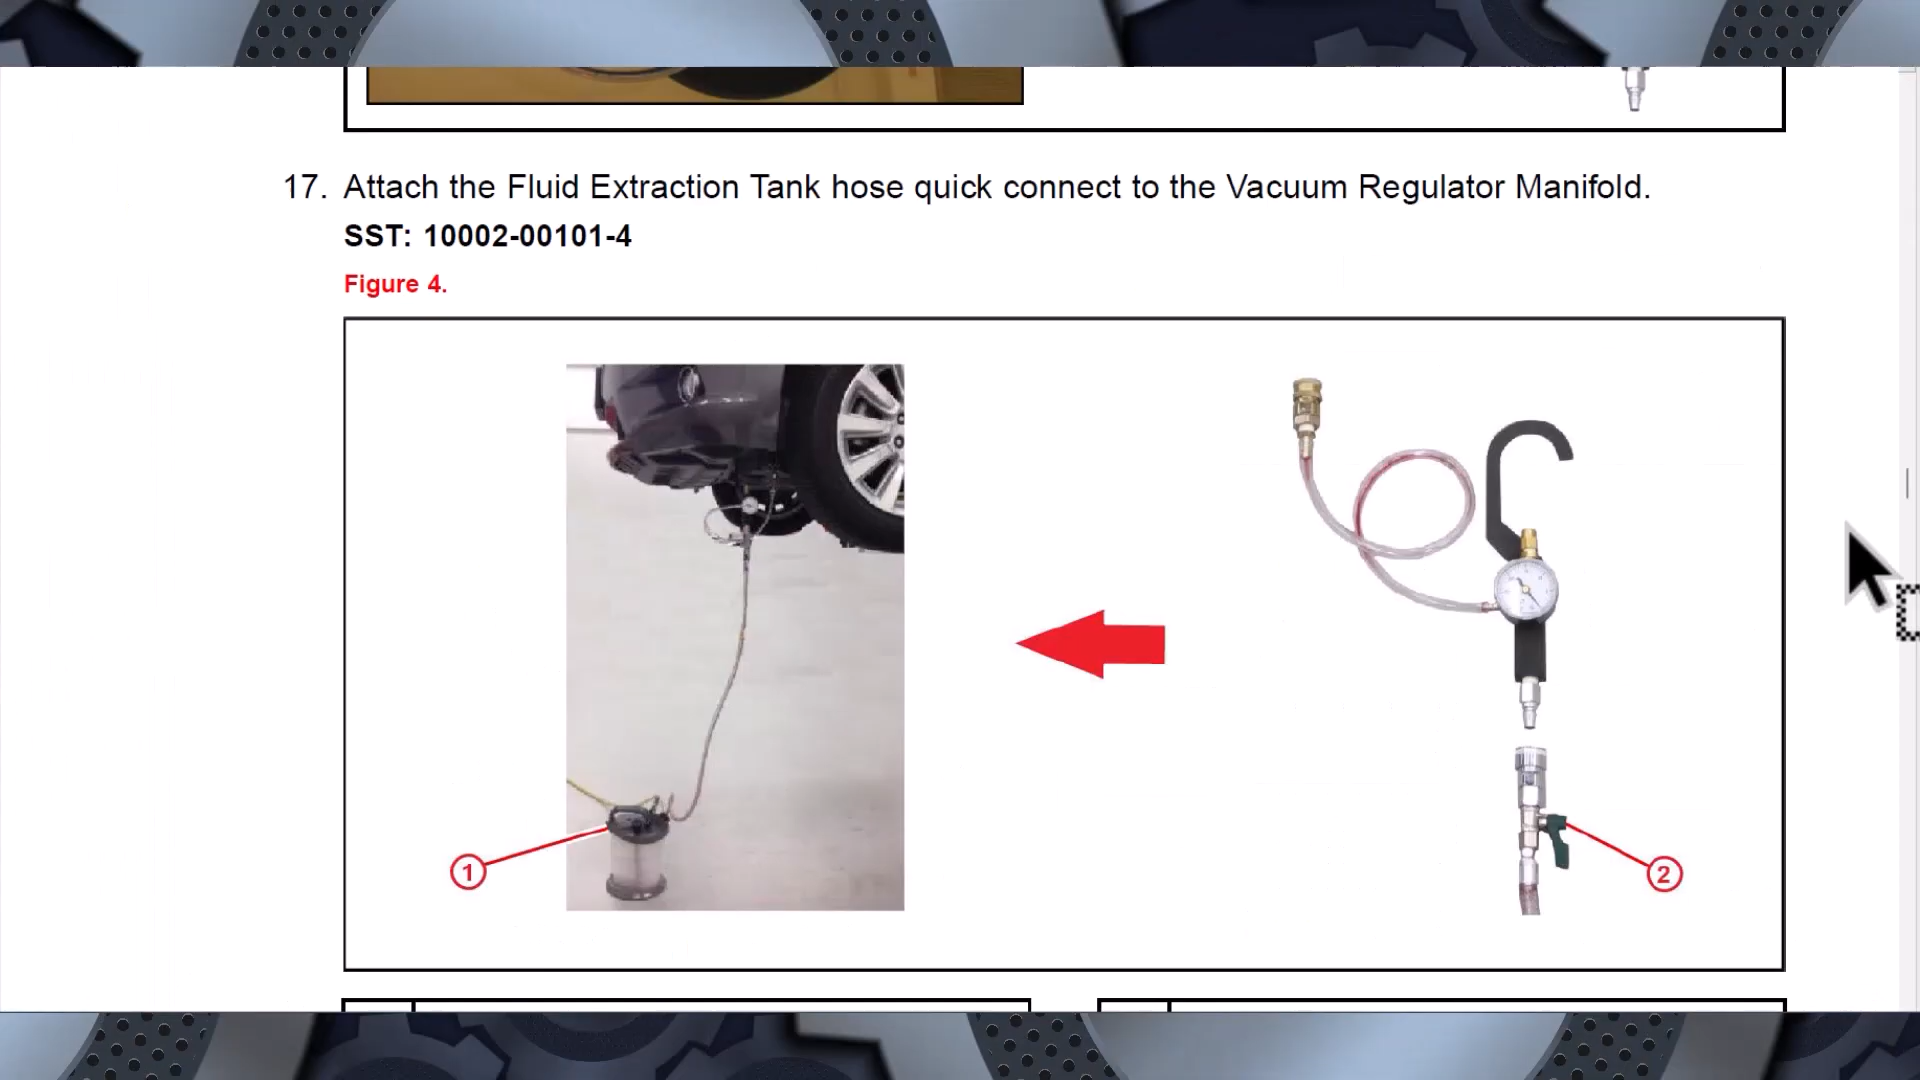 17. Attach the Fluid Extraction Tank hose quick connect to the Vacuum Regulator Manifold.
SST: 10002-00101-4
Figure 4.
1
2